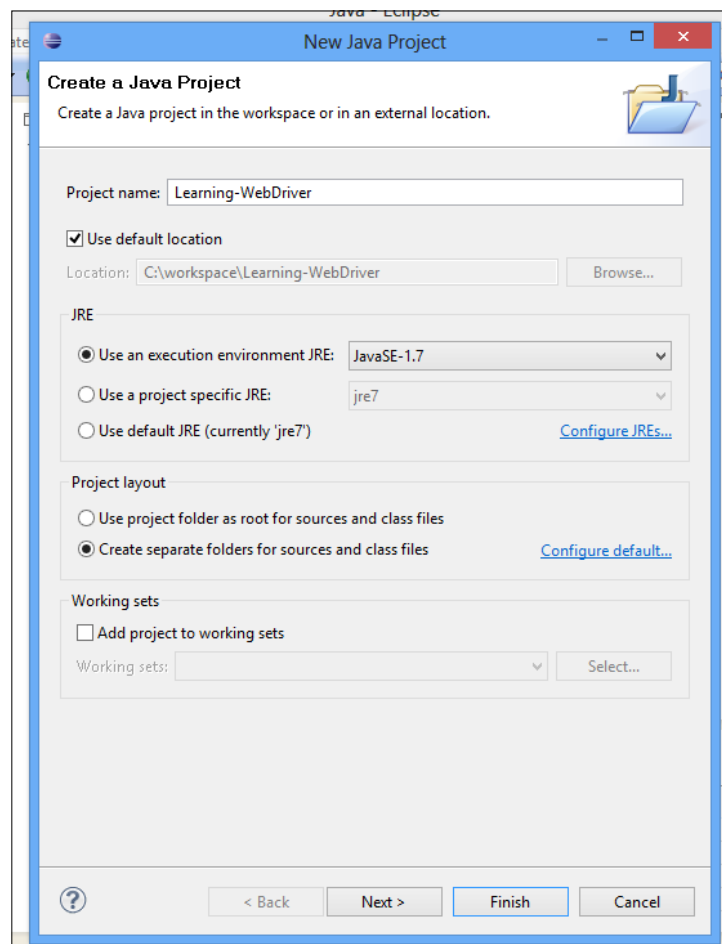 Java - Eclipse
New Java Project
Create a Java Project
Create a Java project in the workspace or in an external location.
Project name: Learning-WebDriver
Use default location
Location: C:\workspace\Learning-WebDriver Browse...
JRE
Use an execution environment JRE: JavaSE-1.7
Use a project specific JRE: jre7
Use default JRE (currently 'jre7') Configure JREs...
Project layout
Use project folder as root for sources and class files
Create separate folders for sources and class files Configure default...
Working sets
Add project to working sets
Working sets: Select...
< Back Next > Finish Cancel